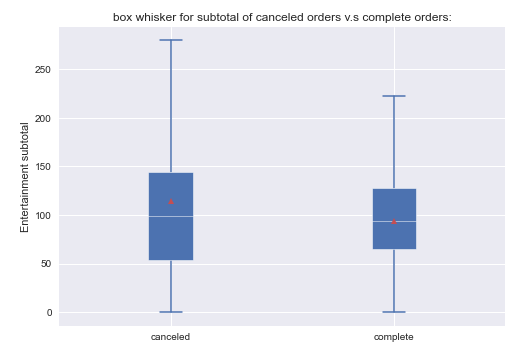 box whisker for subtotal of canceled orders v.s complete orders:
Entertainment subtotal
250
200
150
100
50
0
canceled complete